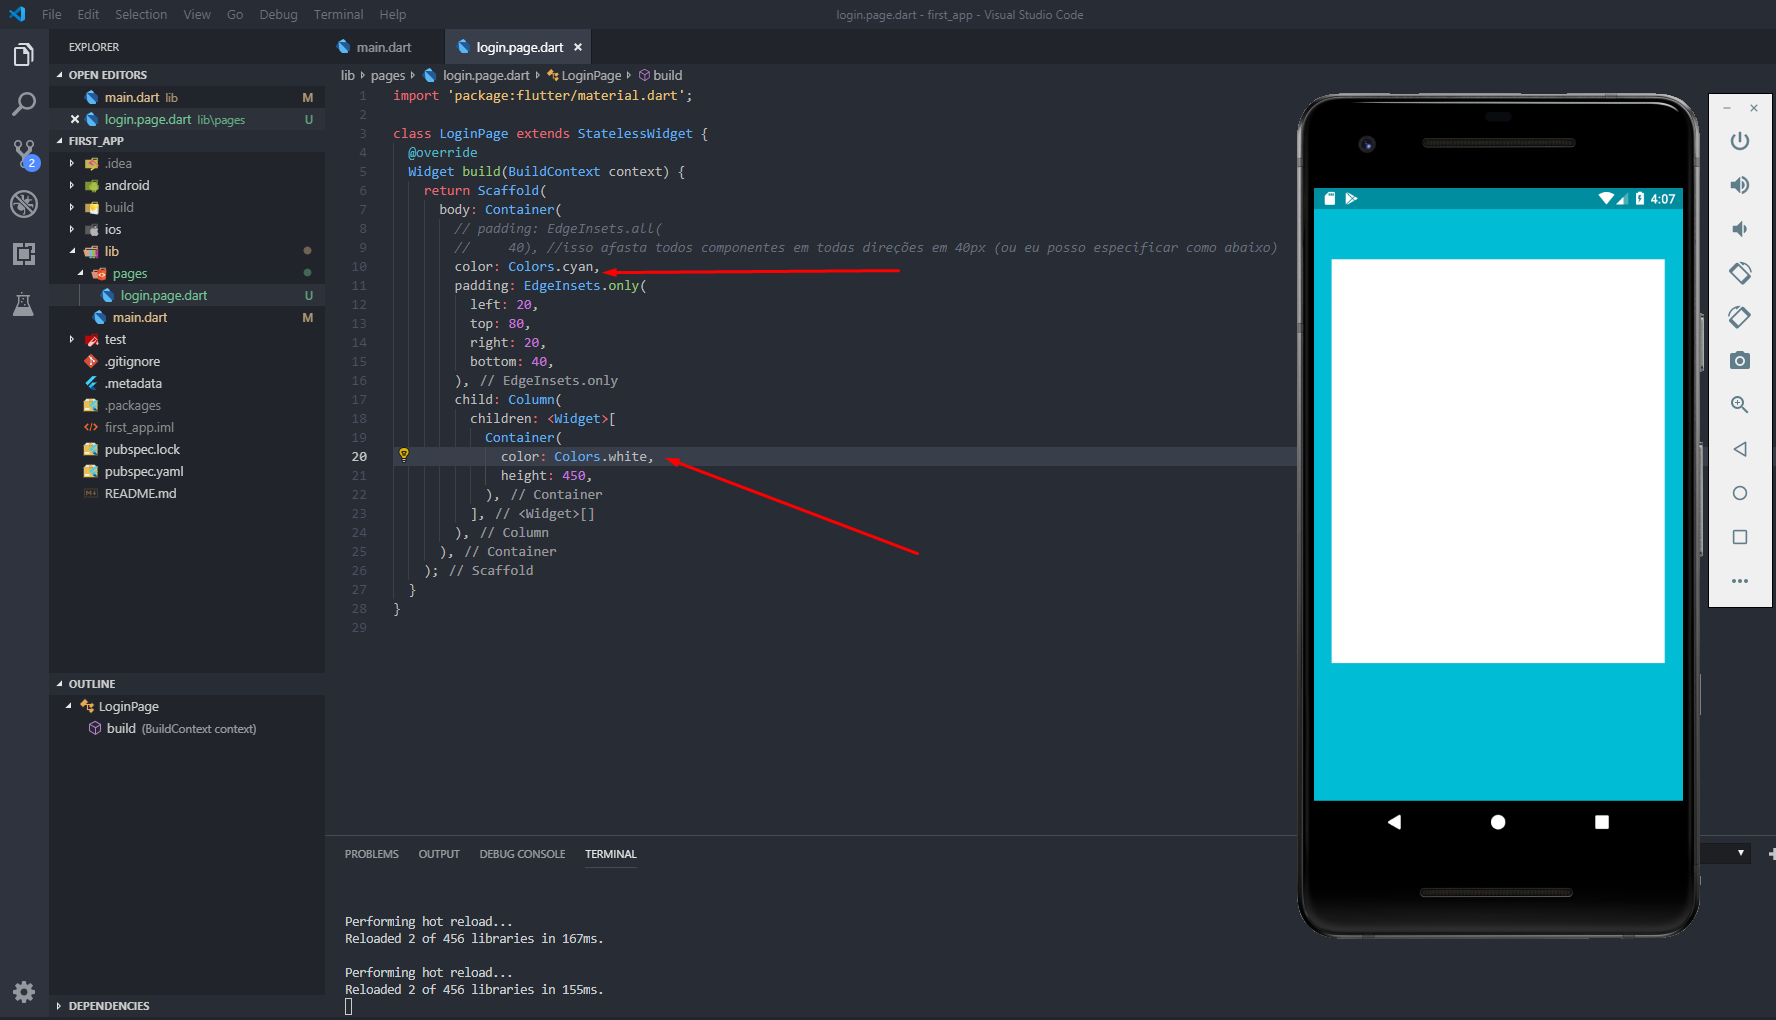 File Edit Selection View Go Debug Terminal Help
login.page.dart - first_app - Visual Studio Code
EXPLORER
OPEN EDITORS
main.dart lib M
login.page.dart lib\pages U
FIRST_APP
.idea
android
build
ios
lib
pages
login.page.dart U
main.dart M
test
.gitignore
.metadata
.packages
first_app.iml
pubspec.lock
pubspec.yaml
README.md
2
OUTLINE
LoginPage
build (BuildContext context)
DEPENDENCIES
main.dart login.page.dart
lib pages login.page.dart LoginPage build
1 import 'package:flutter/material.dart';
2
3 class LoginPage extends StatelessWidget {
4 @override
5 Widget build(BuildContext context) {
6 return Scaffold(
7 body: Container(
8 // padding: EdgeInsets.all(
9 //     40), //isso afasta todos componentes em todas direções em 40px (ou eu posso especificar como abaixo)
10 color: Colors.cyan,
11 padding: EdgeInsets.only(
12 left: 20,
13 top: 80,
14 right: 20,
15 bottom: 40,
16 ), // EdgeInsets.only
17 child: Column(
18 children: <Widget>[
19 Container(
20 color: Colors.white,
21 height: 450,
22 ), // Container
23 ], // <Widget>[]
24 ), // Column
25 ), // Container
26 ); // Scaffold
27 }
28 }
29
PROBLEMS OUTPUT DEBUG CONSOLE TERMINAL
Performing hot reload...
Reloaded 2 of 456 libraries in 167ms.
Performing hot reload...
Reloaded 2 of 456 libraries in 155ms.
4:07